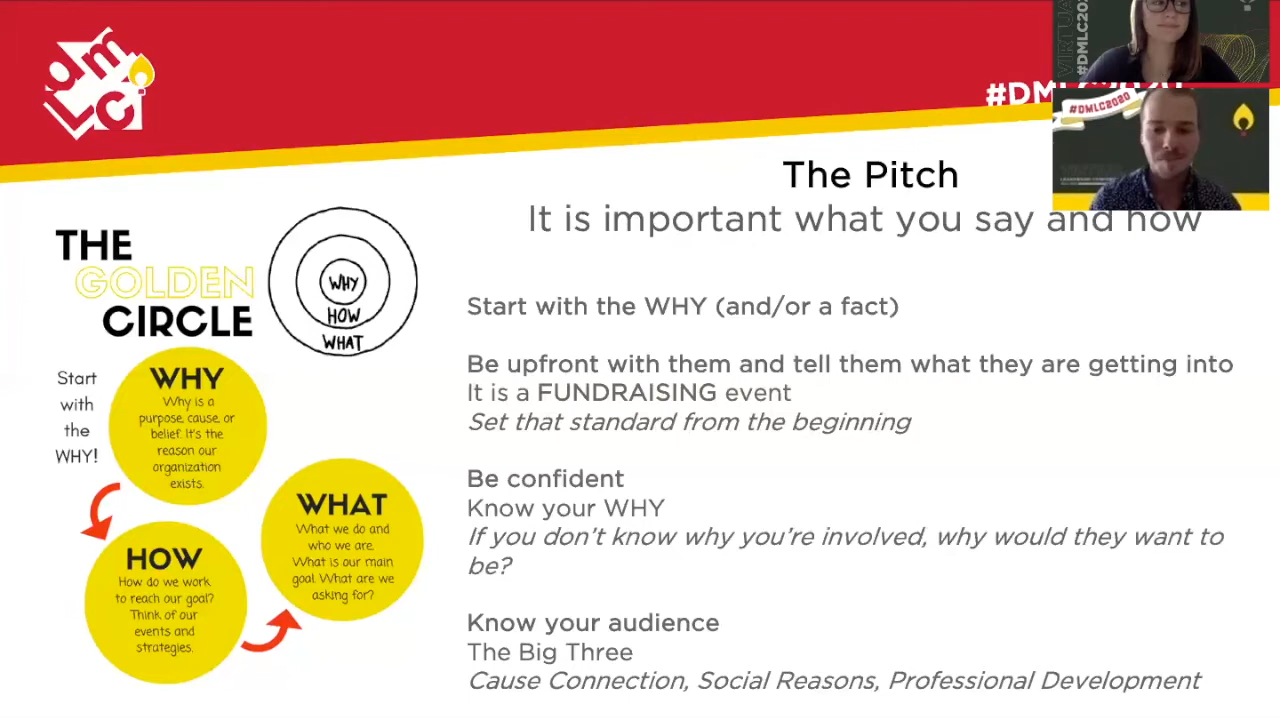 dmLC
#DMLC2020
VIRTUAL
#DMLC202
#DMLC2020
The Pitch
It is important what you say and how
THE
GOLDEN
CIRCLE
WHY
HOW
WHAT
Start
with
the
WHY!
WHY
Why is a
purpose, cause, or
belief. It's the
reason our
organization
exists.
HOW
How do we work
to reach our goal?
Think of our
events and
strategies.
WHAT
What we do and
who we are.
What is our main
goal. What are we
asking for?
Start with the WHY (and/or a fact)
Be upfront with them and tell them what they are getting into
It is a FUNDRAISING event
Set that standard from the beginning
Be confident
Know your WHY
If you don't know why you're involved, why would they want to
be?
Know your audience
The Big Three
Cause Connection, Social Reasons, Professional Development